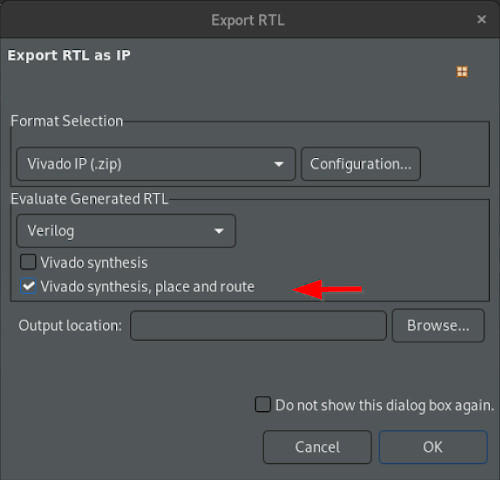 Export RTL
Export RTL as IP
Format Selection
Vivado IP (.zip)
Configuration...
Evaluate Generated RTL
Verilog
Vivado synthesis
Vivado synthesis, place and route
Output location:
Browse...
Do not show this dialog box again.
Cancel
OK